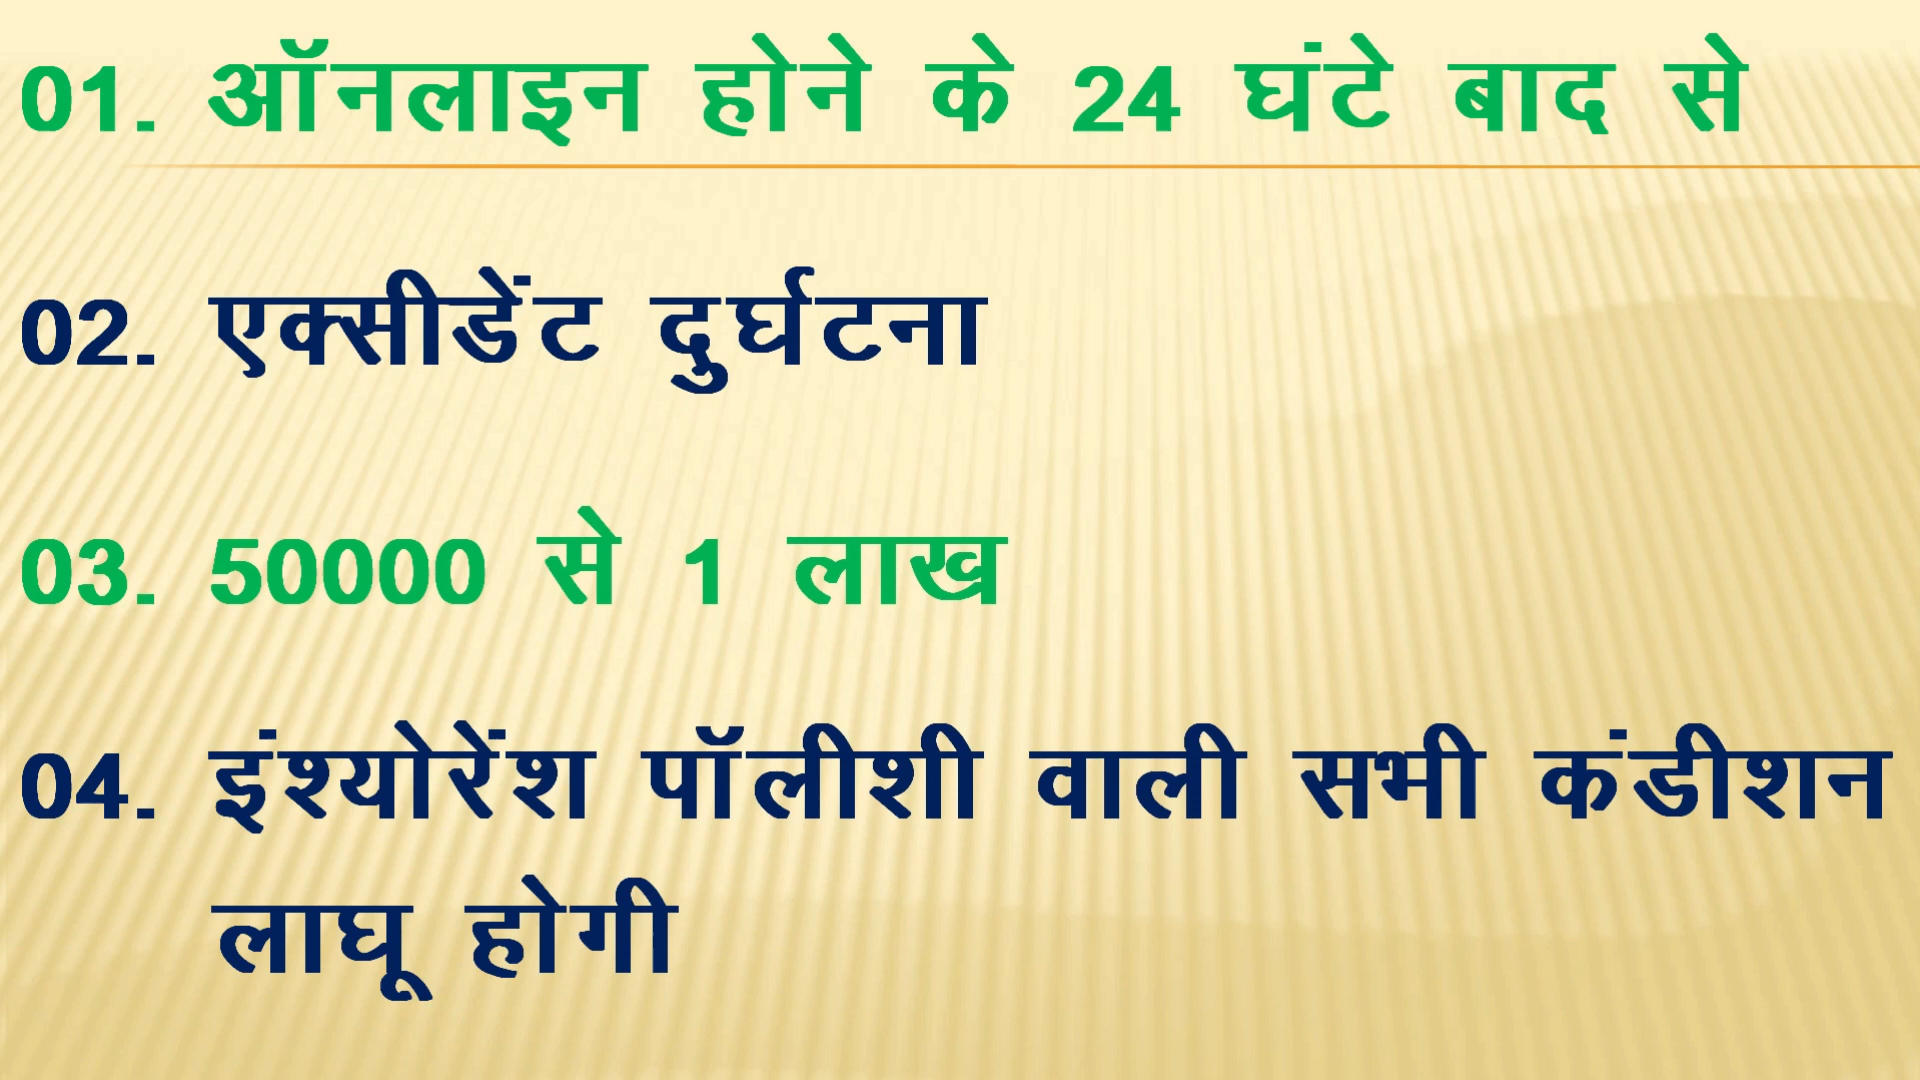 01. ऑनलाइन होने के 24 घंटे बाद से
02. एक्सीडेंट दुर्घटना
03. 50000 से 1 लाख
04. इंश्योरेंश पॉलीशी वाली सभी कंडीशन
लाघू होगी